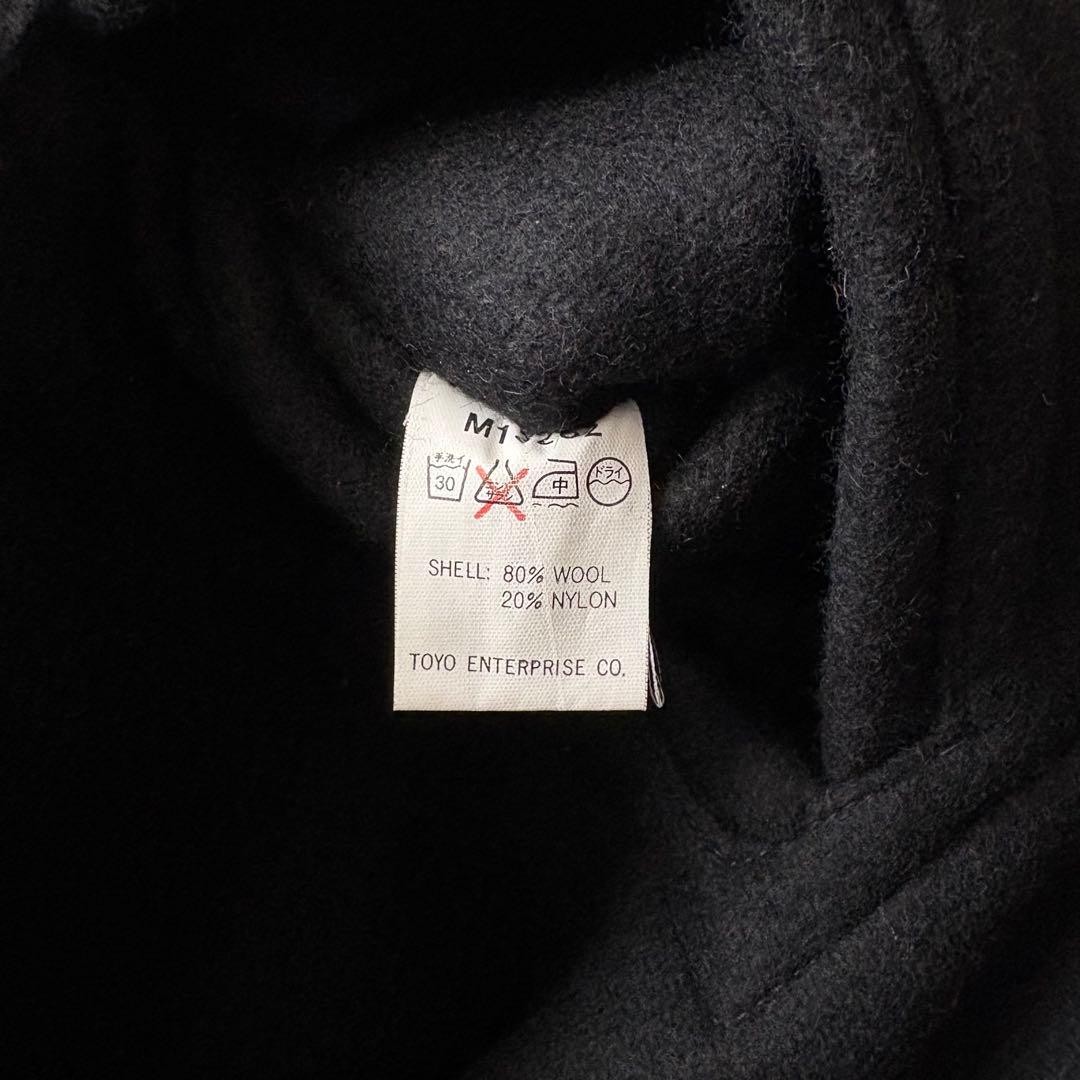 手洗イ ドライ
30 中
SHELL: 80% WOOL
20% NYLON
TOYO ENTERPRISE CO.